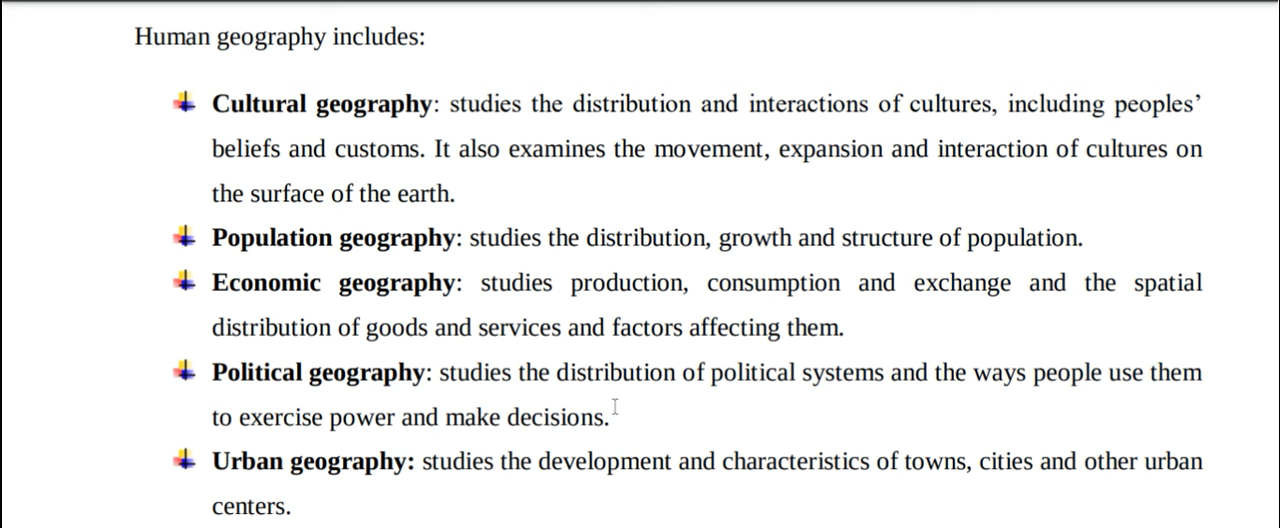 Human geography includes:
Cultural geography: studies the distribution and interactions of cultures, including peoples’
beliefs and customs. It also examines the movement, expansion and interaction of cultures on
the surface of the earth.
Population geography: studies the distribution, growth and structure of population.
Economic geography: studies production, consumption and exchange and the spatial
distribution of goods and services and factors affecting them.
Political geography: studies the distribution of political systems and the ways people use them
to exercise power and make decisions.
Urban geography: studies the development and characteristics of towns, cities and other urban
centers.